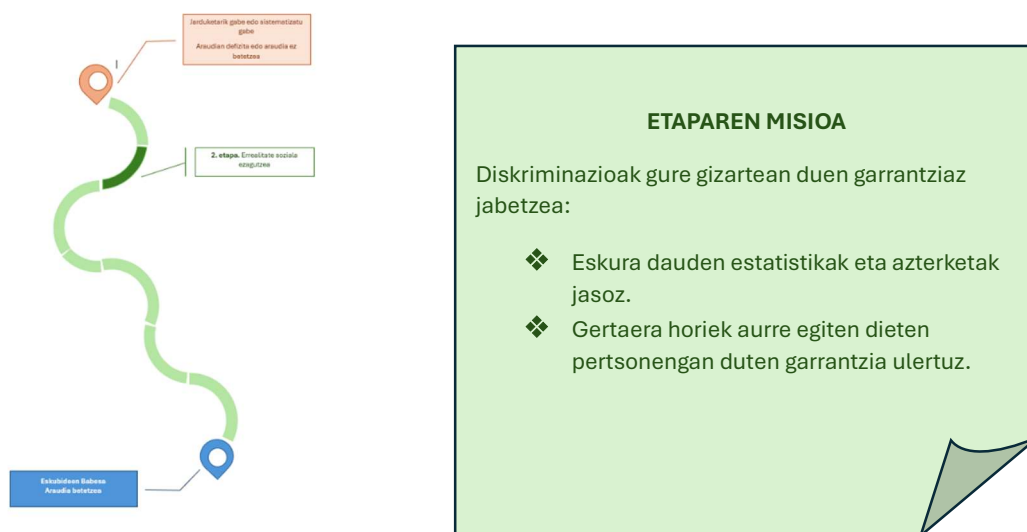 Jarduketarik gabe edo sistematizatu
gabe
Araudian defizita edo araudia ez
betetzea
2. etapa. Errealitate soziala
ezagutzea
Eskubideen Babesa
Araudia betetzea
ETAPAREN MISIOA
Diskriminazioak gure gizartean duen garrantziaz
jabetzea:
❖ Eskura dauden estatistikak eta azterketak
jasoz.
❖ Gertaera horiek aurre egiten dieten
pertsonengan duten garrantzia ulertuz.